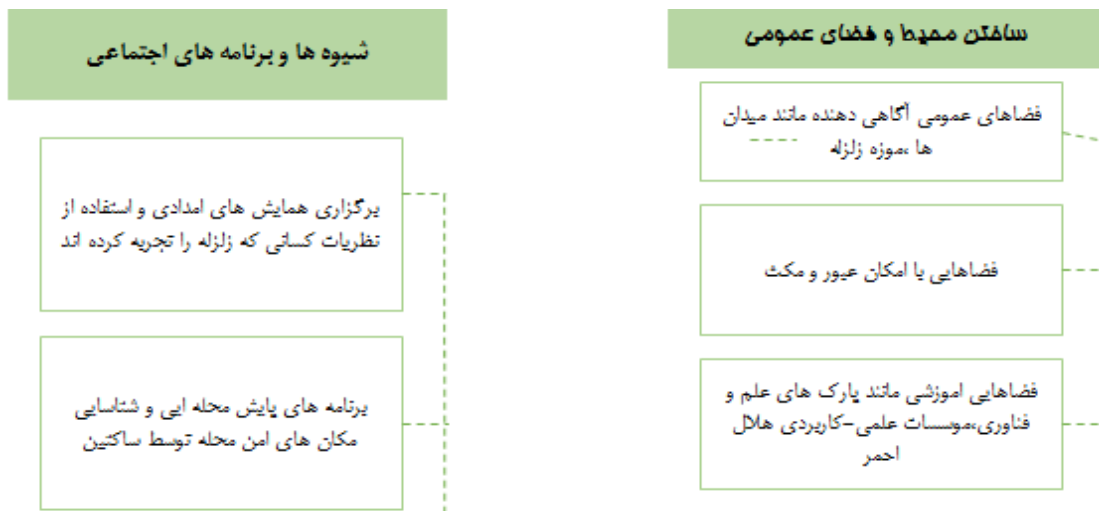 ساختن محیط و فضای عمومی
فضاهای عمومی آگاهی دهنده مانند میدان
ها ،موزه زلزله
فضاهایی با امکان عبور و مکث
فضاهایی اموزشی مانند پارک های علم و
فناوری،موسسات علمی-کاربردی هلال
احمر
شیوه ها و برنامه های اجتماعی
برگزاری همایش های امدادی و استفاده از
نظریات کسانی که زلزله را تجربه کرده اند
برنامه های پایش محله ایی و شناسایی
مکان های امن محله توسط ساکنین